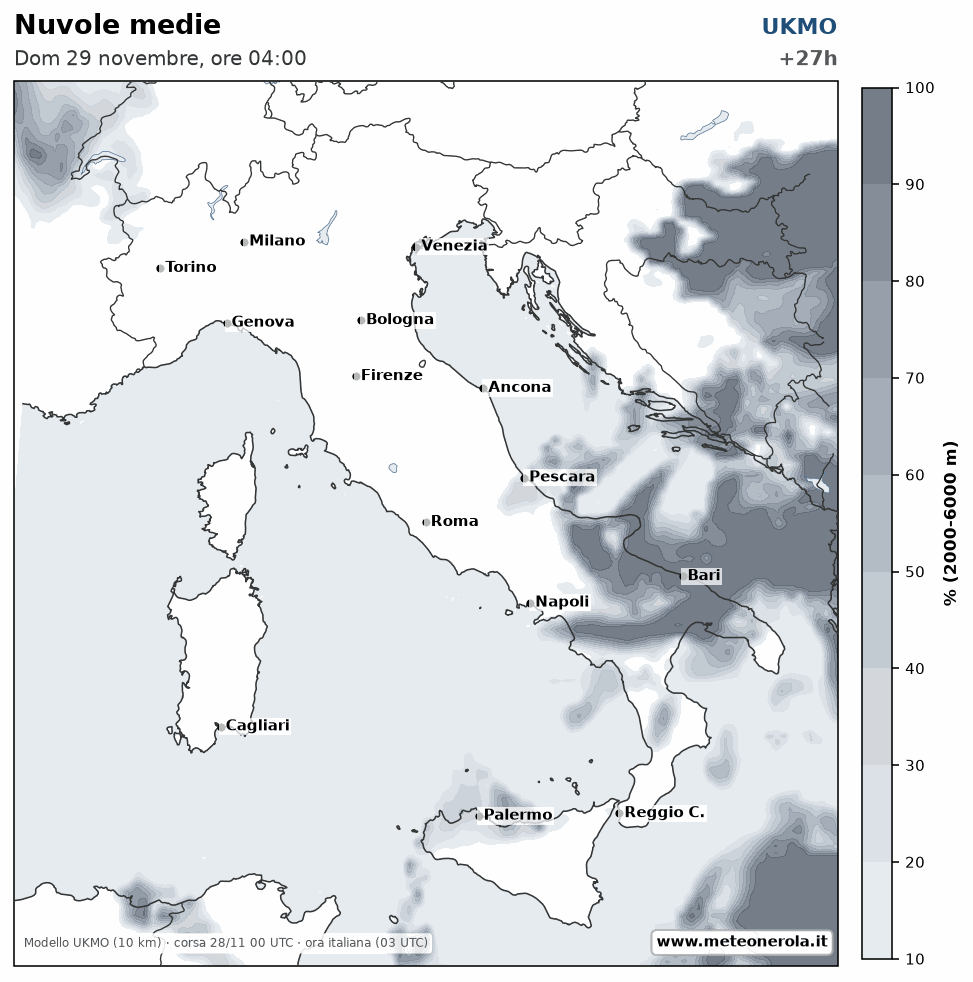 Nuvole medie
UKMO
Dom 29 novembre, ore 04:00
+27h
100
90
80
70
60
50
40
30
20
10
% (2000-6000 m)
Milano
Venezia
Torino
Genova
Bologna
Firenze
Ancona
Pescara
Roma
Bari
Napoli
Cagliari
Palermo
Reggio C.
Modello UKMO (10 km) · corsa 28/11 00 UTC · ora italiana (03 UTC)
www.meteonerola.it